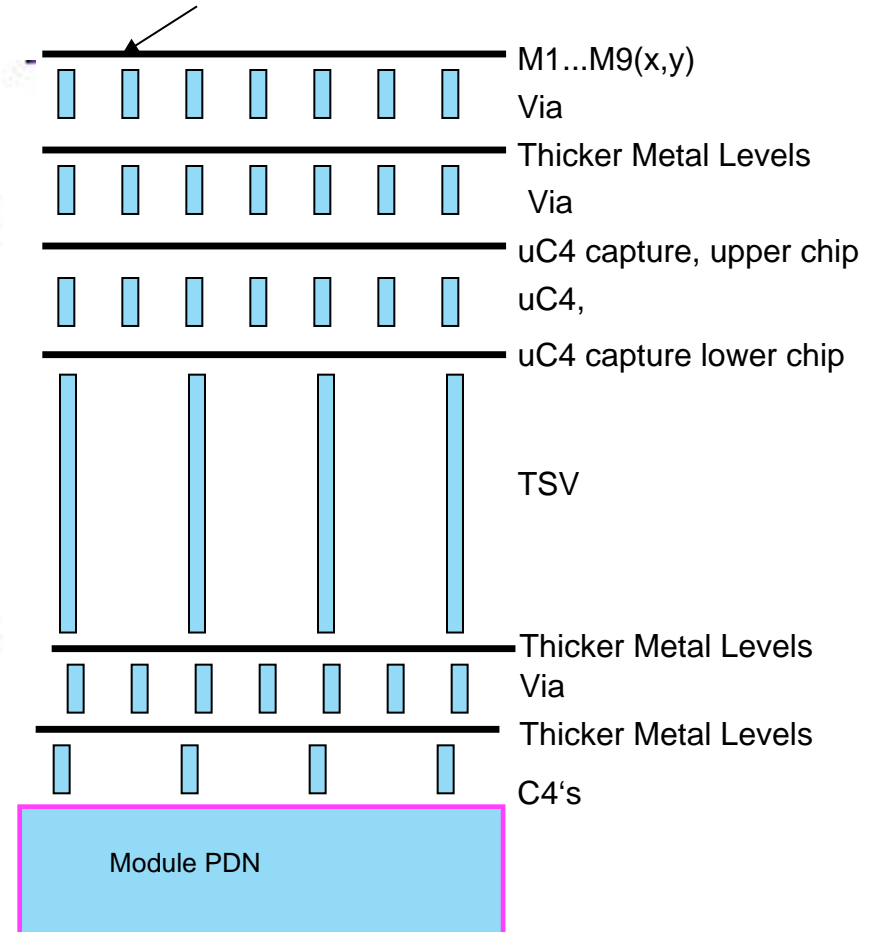 M1...M9(x,y)
Via
Thicker Metal Levels
Via
uC4 capture, upper chip
uC4,
uC4 capture lower chip
TSV
Thicker Metal Levels
Via
Thicker Metal Levels
C4‘s
Module PDN